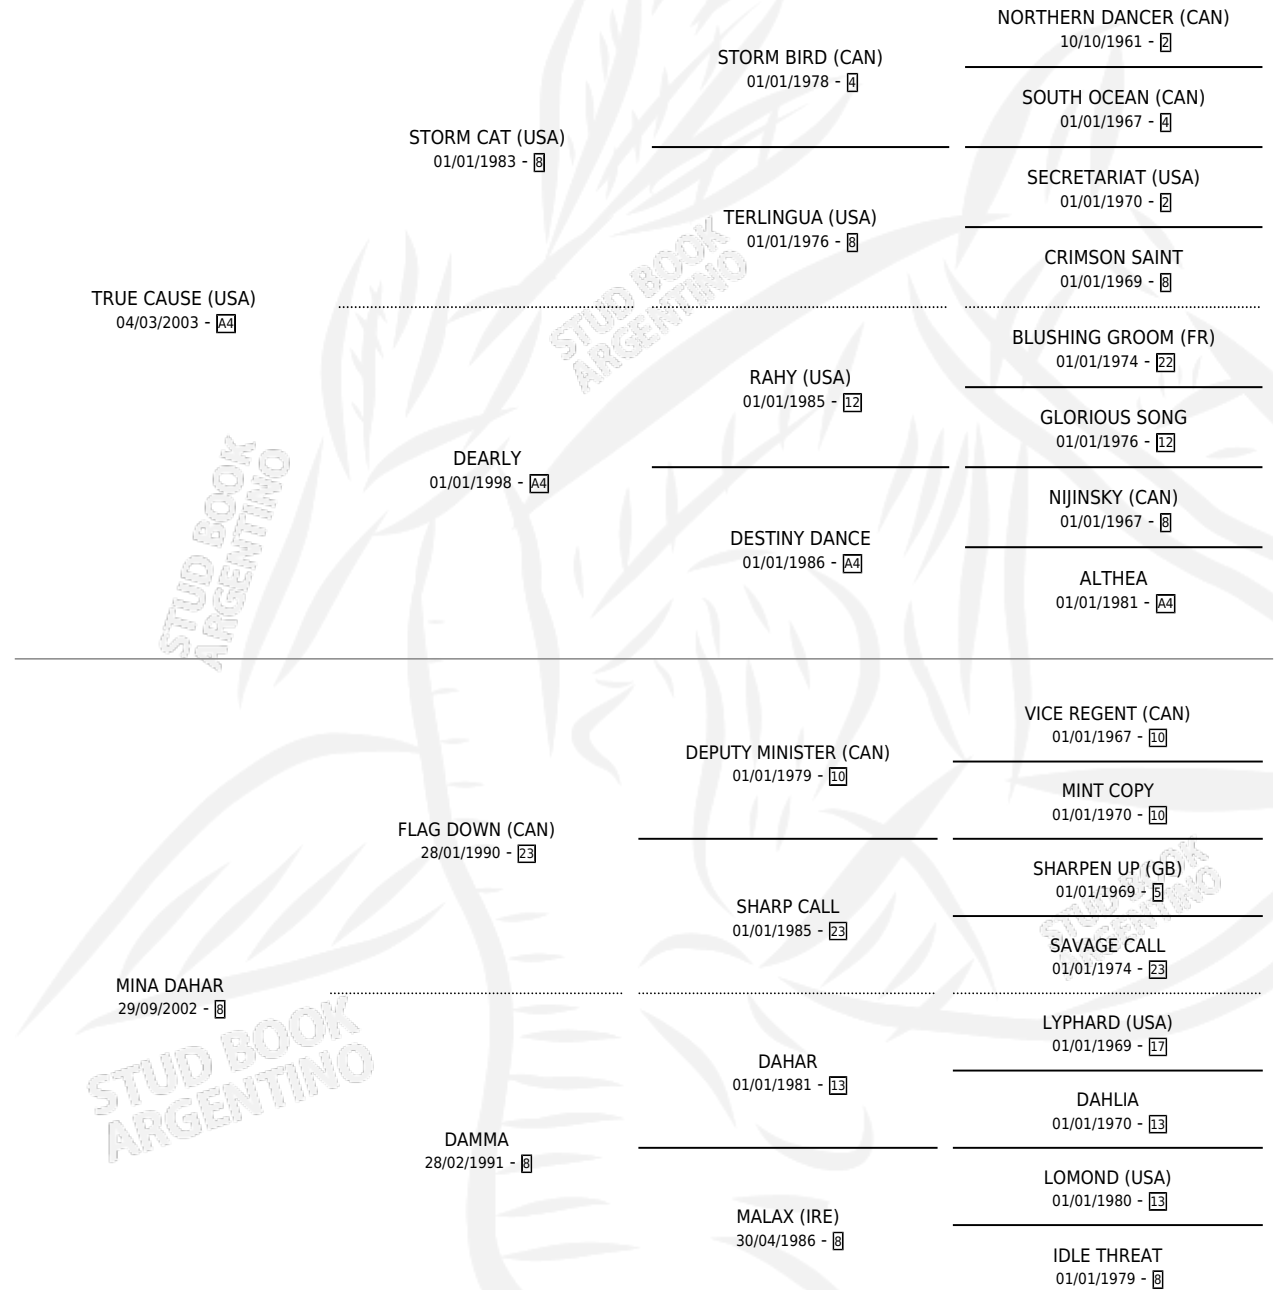 NORTHERN DANCER (CAN)
10/10/1961 - 2
STORM BIRD (CAN)
01/01/1978 - 4
SOUTH OCEAN (CAN)
01/01/1967 - 4
STORM CAT (USA)
01/01/1983 - 8
SECRETARIAT (USA)
01/01/1970 - 2
TERLINGUA (USA)
01/01/1976 - 8
CRIMSON SAINT
01/01/1969 - 8
TRUE CAUSE (USA)
04/03/2003 - A4
BLUSHING GROOM (FR)
01/01/1974 - 22
RAHY (USA)
01/01/1985 - 12
GLORIOUS SONG
01/01/1976 - 12
DEARLY
01/01/1998 - A4
NIJINSKY (CAN)
01/01/1967 - 8
DESTINY DANCE
01/01/1986 - A4
ALTHEA
01/01/1981 - A4
VICE REGENT (CAN)
01/01/1967 - 10
DEPUTY MINISTER (CAN)
01/01/1979 - 10
MINT COPY
01/01/1970 - 10
FLAG DOWN (CAN)
28/01/1990 - 23
SHARPEN UP (GB)
01/01/1969 - 5
SHARP CALL
01/01/1985 - 23
SAVAGE CALL
01/01/1974 - 23
MINA DAHAR
29/09/2002 - 8
LYPHARD (USA)
01/01/1969 - 17
DAHAR
01/01/1981 - 13
DAHLIA
01/01/1970 - 13
DAMMA
28/02/1991 - 8
LOMOND (USA)
01/01/1980 - 13
MALAX (IRE)
30/04/1986 - 8
IDLE THREAT
01/01/1979 - 8
STUD BOOK
ARGENTINO
STUD BOOK
ARGENTINO
STUD BOOK
ARGENTINO
STUD BOOK
ARGENTINO